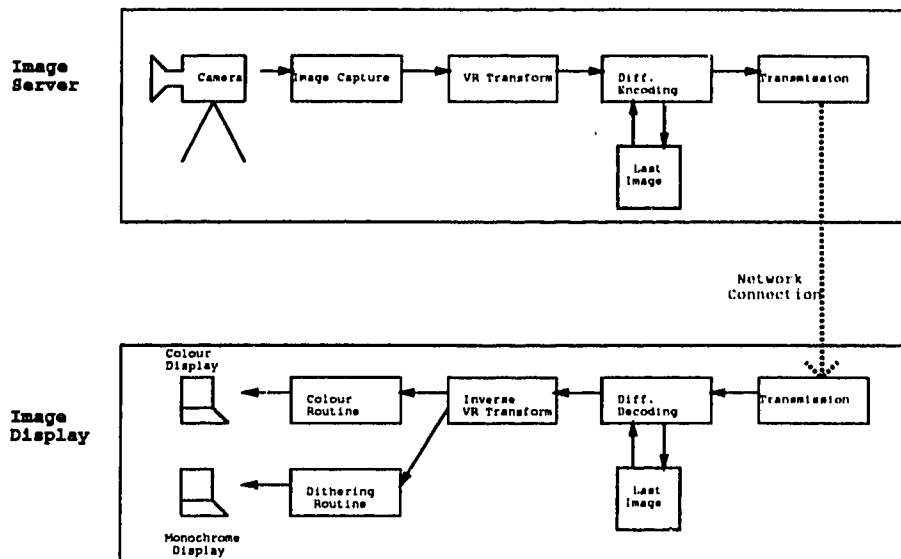 Image
Server
Camera
Image Capture
VR Transform
Diff.
Encoding
Transmission
Last
Image
Network
Connection
Image
Display
Colour
Display
Colour
Routine
Inverse
VR Transform
Diff.
Decoding
Transmission
Dithering
Routine
Last
Image
Monochrome
Display